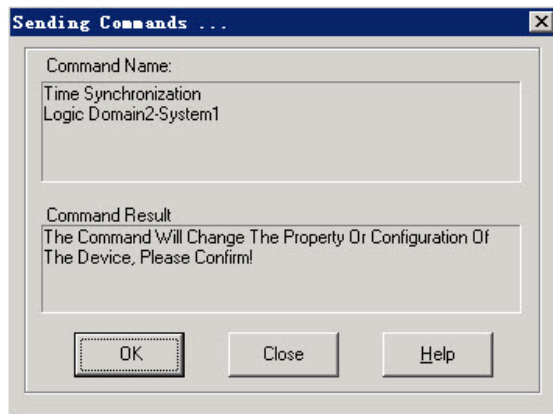 Sending Commands ...
Command Name:
Time Synchronization
Logic Domain2-System1
Command Result
The Command Will Change The Property Or Configuration Of
The Device, Please Confirm!
OK
Close
Help